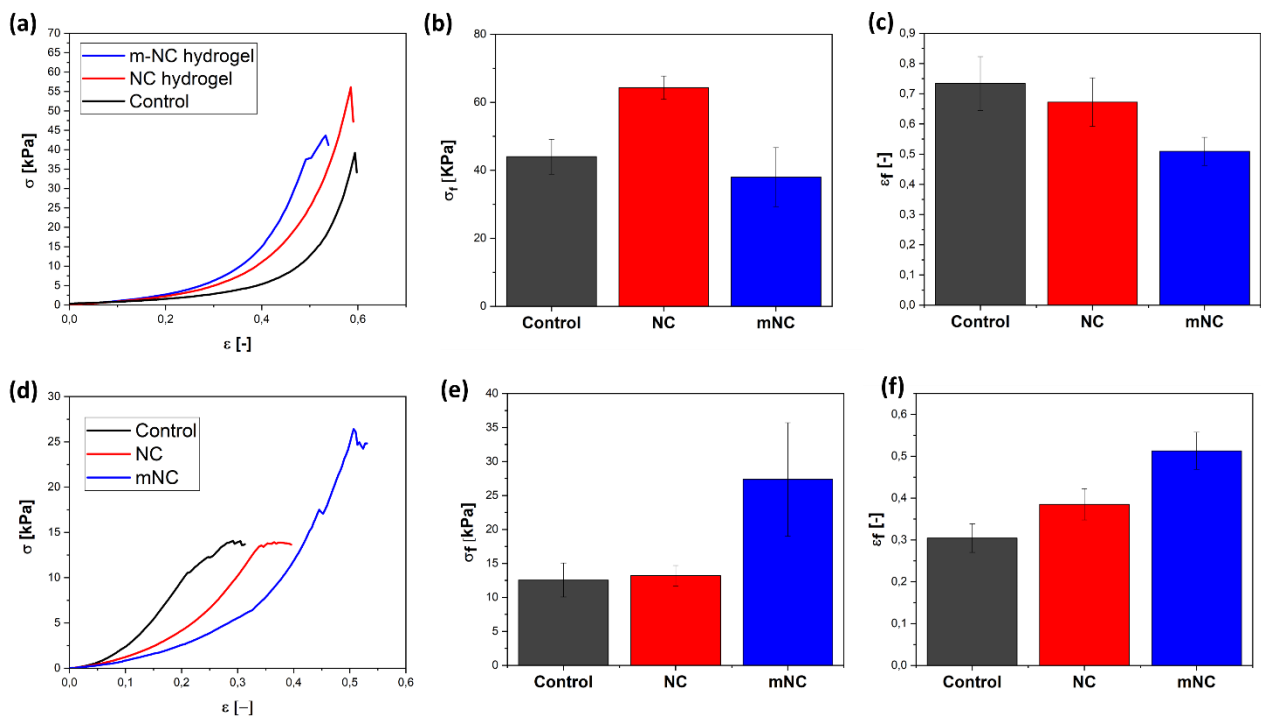 (a)
σ [kPa]
70
65
60
55
50
45
40
35
30
25
20
15
10
5
0
m-NC hydrogel
NC hydrogel
Control
0,0
0,2
0,4
0,6
ε [-]
(b)
σf [KPa]
80
60
40
20
0
Control
NC
mNC
(c)
εf [-]
0,9
0,8
0,7
0,6
0,5
0,4
0,3
0,2
0,1
0,0
Control
NC
mNC
(d)
σ [kPa]
30
25
20
15
10
5
0
Control
NC
mNC
0,0
0,1
0,2
0,3
0,4
0,5
0,6
ε [–]
(e)
σf [kPa]
40
35
30
25
20
15
10
5
0
Control
NC
mNC
(f)
εf [-]
0,6
0,5
0,4
0,3
0,2
0,1
0,0
Control
NC
mNC